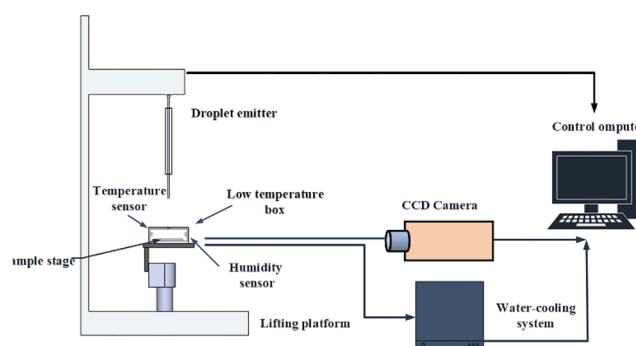 Droplet emitter
Control ompute
Temperature
sensor
Low temperature
box
CCD Camera
ample stage
Humidity
sensor
Lifting platform
Water-cooling
system